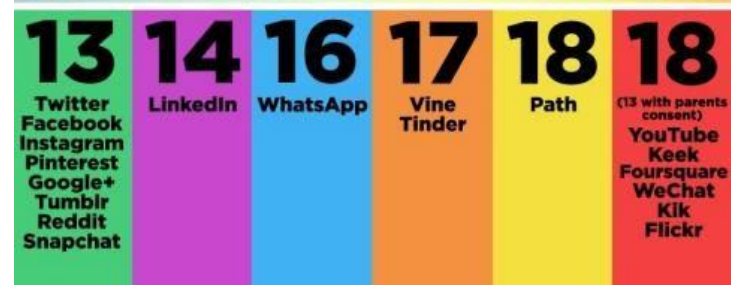 13
Twitter
Facebook
Instagram
Pinterest
Google+
Tumblr
Reddit
Snapchat
14
LinkedIn
16
WhatsApp
17
Vine
Tinder
18
Path
18
(13 with parents
consent)
YouTube
Keek
Foursquare
WeChat
Kik
Flickr